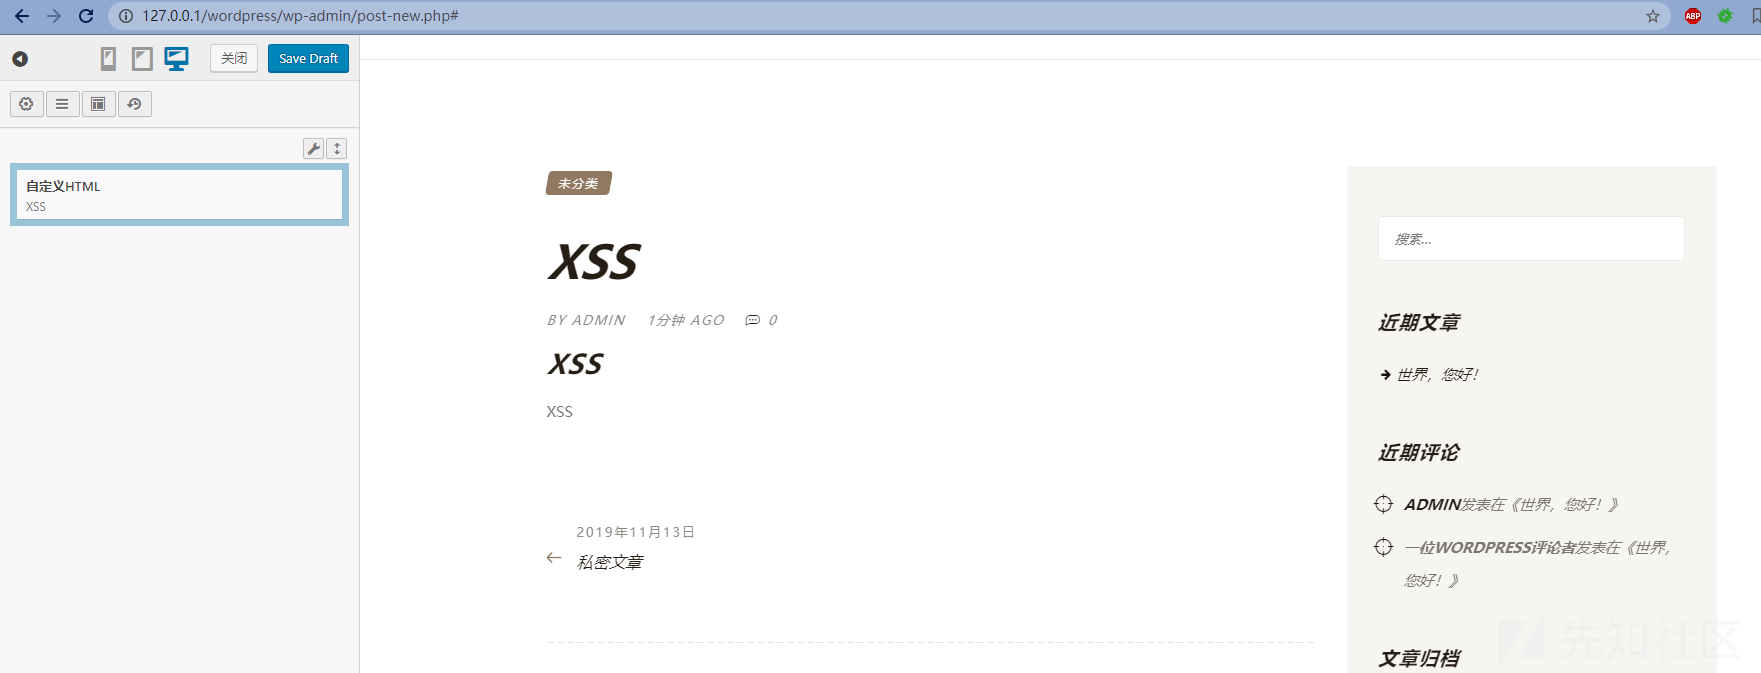 127.0.0.1/wordpress/wp-admin/post-new.php#
ABP
关闭
Save Draft
自定义HTML
XSS
未分类
XSS
BY ADMIN 1分钟 AGO 0
XSS
XSS
2019年11月13日
私密文章
搜索...
近期文章
世界，您好！
近期评论
ADMIN发表在《世界，您好！》
一位WORDPRESS评论者发表在《世界，
您好！》
文章归档
先知社区